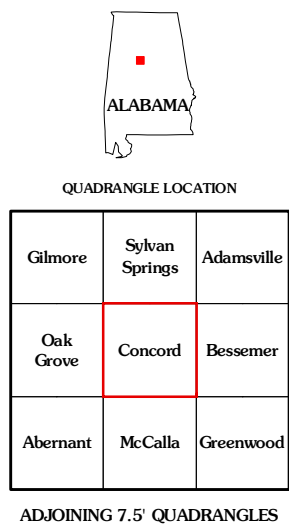 ALABAMA
QUADRANGLE LOCATION
Gilmore
Sylvan
Springs
Adamsville
Oak
Grove
Concord
Bessemer
Abernant
McCalla
Greenwood
ADJOINING 7.5' QUADRANGLES